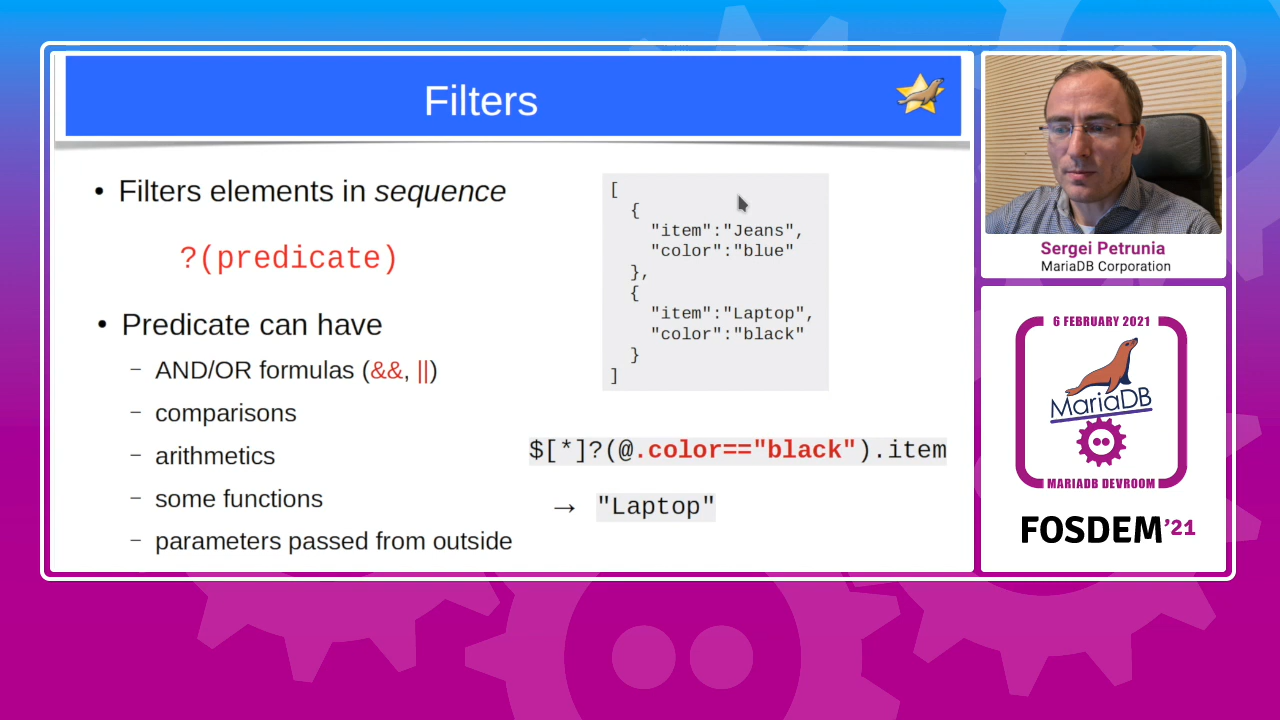 Filters
• Filters elements in sequence
?(predicate)
• Predicate can have
– AND/OR formulas (&&, ||)
– comparisons
– arithmetics
– some functions
– parameters passed from outside
[
{
"item":"Jeans",
"color":"blue"
},
{
"item":"Laptop",
"color":"black"
}
]
$[*]?(@.color=="black").item
→ "Laptop"
Sergei Petrunia
MariaDB Corporation
6 FEBRUARY 2021
MariaDB
MARIADB DEVROOM
FOSDEM'21